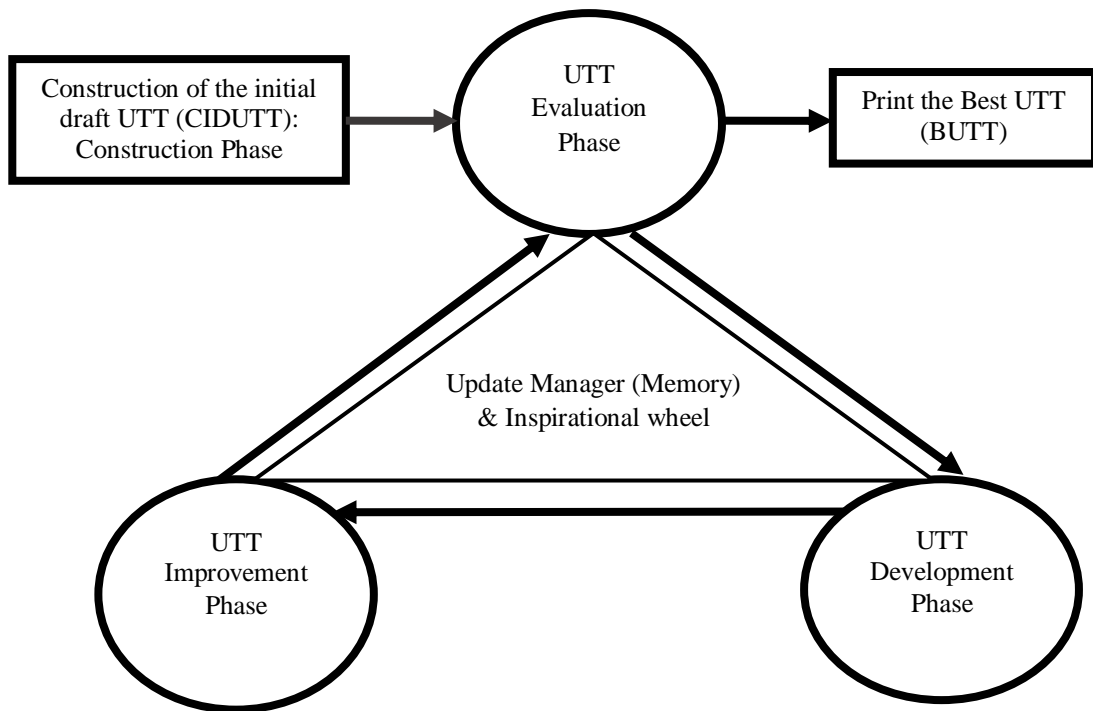 Construction of the initial
draft UTT (CIDUTT):
Construction Phase
UTT
Evaluation
Phase
Print the Best UTT
(BUTT)
Update Manager (Memory)
& Inspirational wheel
UTT
Improvement
Phase
UTT
Development
Phase